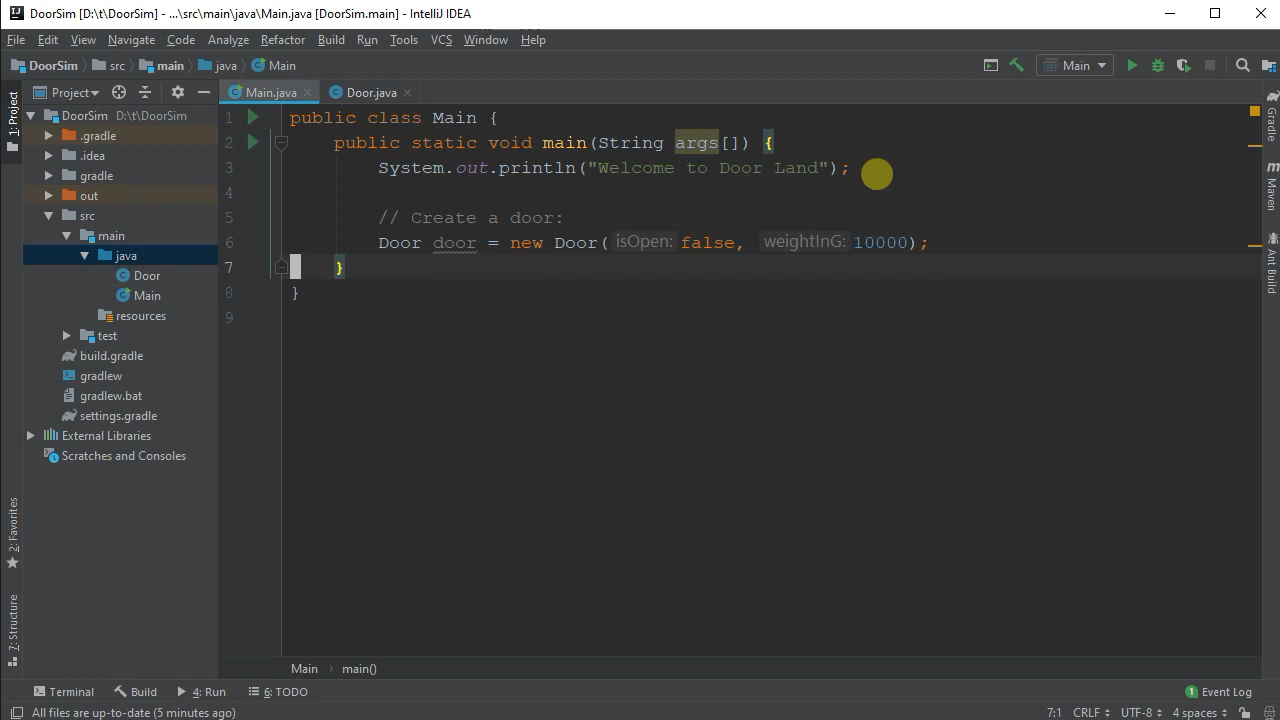 DoorSim [D:\t\DoorSim] - ...\src\main\java\Main.java [DoorSim.main] - IntelliJ IDEA
File Edit View Navigate Code Analyze Refactor Build Run Tools VCS Window Help
DoorSim src main java Main
Main
Project
Main.java Door.java
1: Project
DoorSim D:\t\DoorSim
.gradle
.idea
gradle
out
src
main
java
Door
Main
resources
test
build.gradle
gradlew
gradlew.bat
settings.gradle
External Libraries
Scratches and Consoles
2: Favorites
7: Structure
1 public class Main {
2 public static void main(String args[]) {
3 System.out.println("Welcome to Door Land");
4
5 // Create a door:
6 Door door = new Door( isOpen: false, weightInG: 10000);
7 }
8 }
9
Gradle
Maven
Ant Build
Main main()
Terminal Build 4: Run 6: TODO 1 Event Log
All files are up-to-date (5 minutes ago) 7:1 CRLF UTF-8 4 spaces